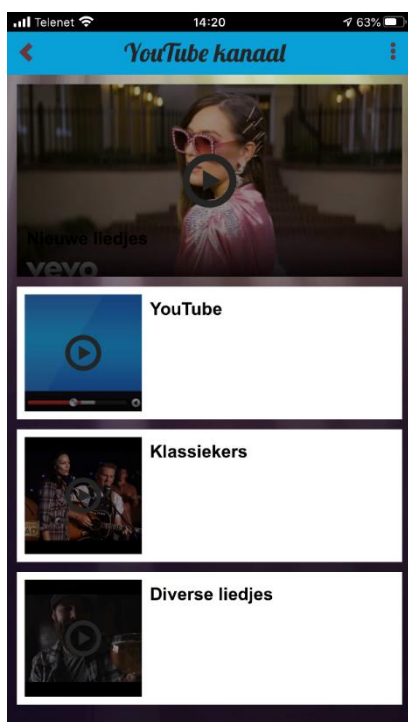 Telenet 14:20 63%
YouTube kanaal
Nieuwe liedjes
vevo
YouTube
Klassiekers
Diverse liedjes